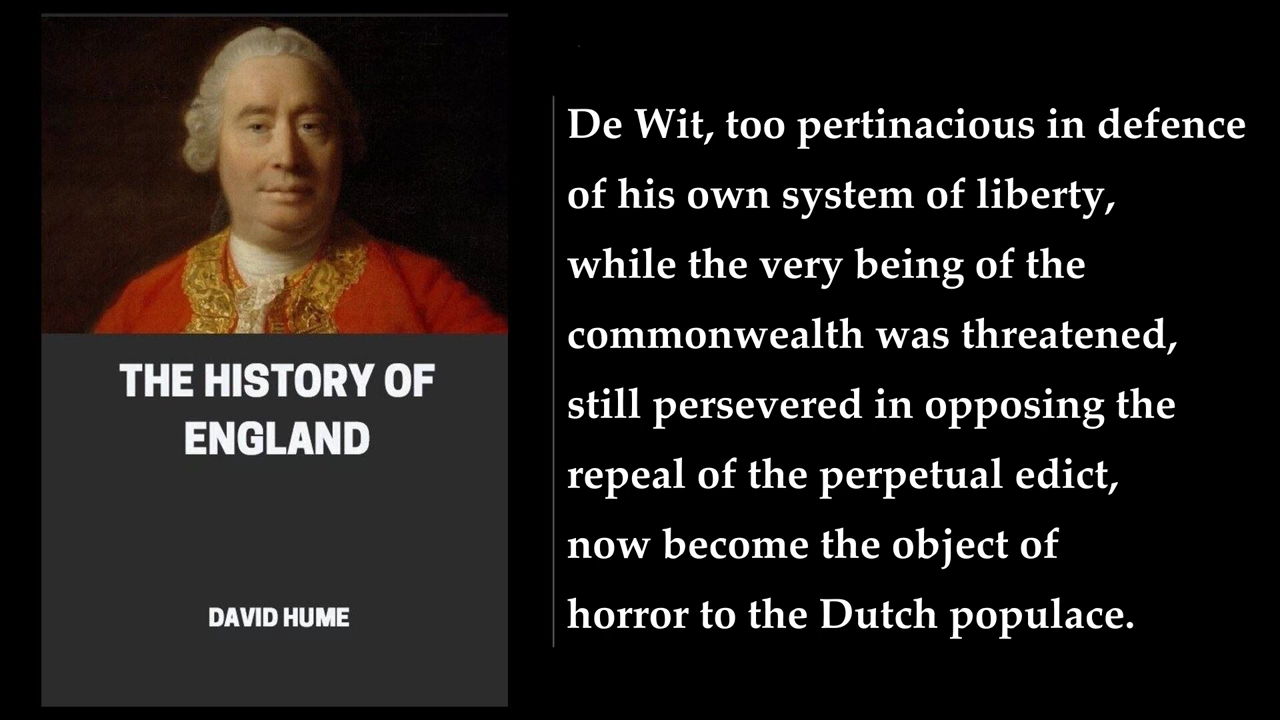 THE HISTORY OF
ENGLAND
DAVID HUME
De Wit, too pertinacious in defence
of his own system of liberty,
while the very being of the
commonwealth was threatened,
still persevered in opposing the
repeal of the perpetual edict,
now become the object of
horror to the Dutch populace.